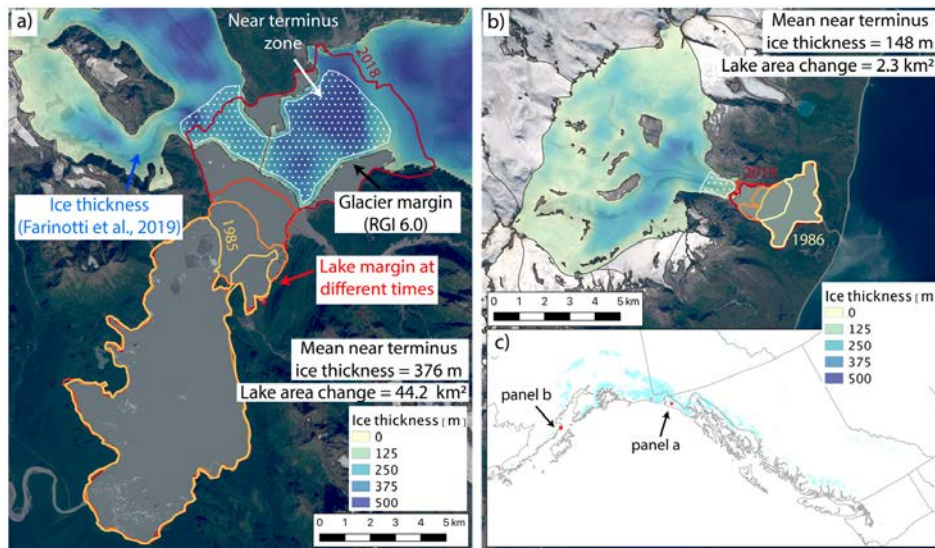 a)
Near terminus
zone
2018
Ice thickness
(Farinotti et al., 2019)
Glacier margin
(RGI 6.0)
1985
Lake margin at
different times
Mean near terminus
ice thickness = 376 m
Lake area change = 44.2 km²
Ice thickness [m]
0
125
250
375
500
0 1 2 3 4 5 km
b)
Mean near terminus
ice thickness = 148 m
Lake area change = 2.3 km²
1986
0 1 2 3 4 5 km
Ice thickness [m]
0
125
250
375
500
c)
panel b
panel a